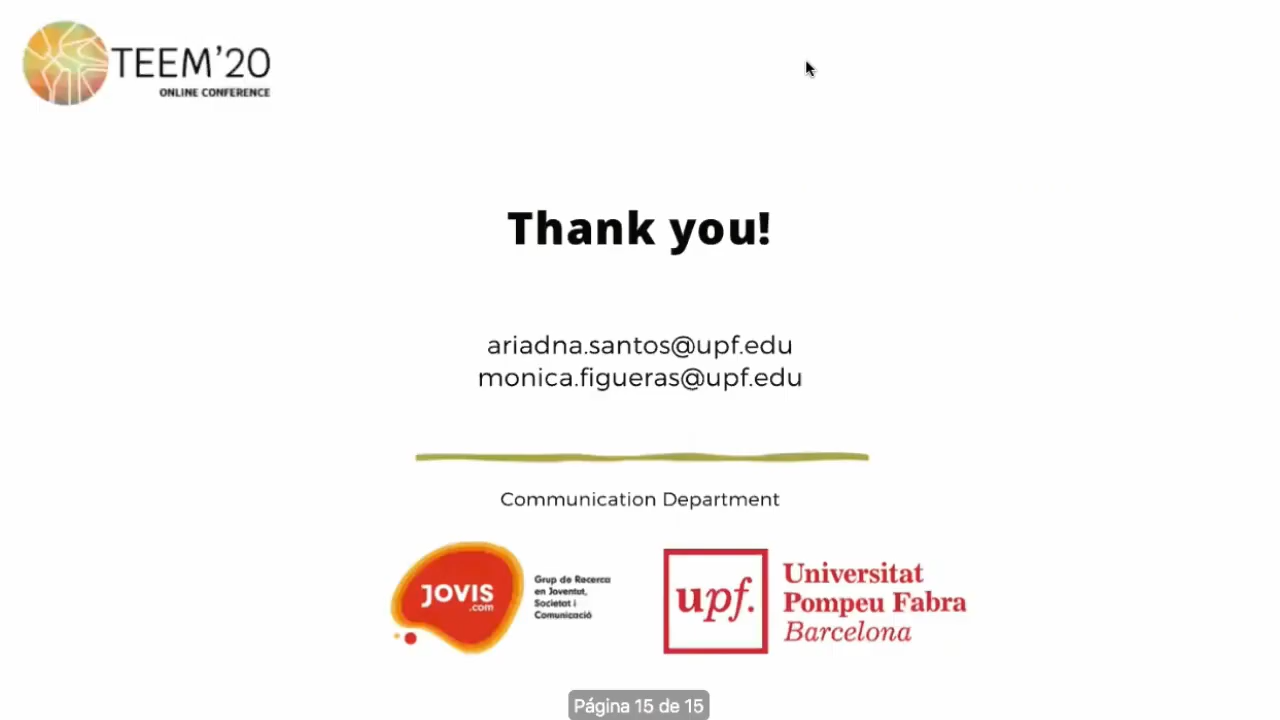 TEEM'20
ONLINE CONFERENCE
Thank you!
ariadna.santos@upf.edu
monica.figueras@upf.edu
Communication Department
JOVIS
.com
Grup de Recerca
en Joventut,
Societat i
Comunicació
upf.
Universitat
Pompeu Fabra
Barcelona
Página 15 de 15